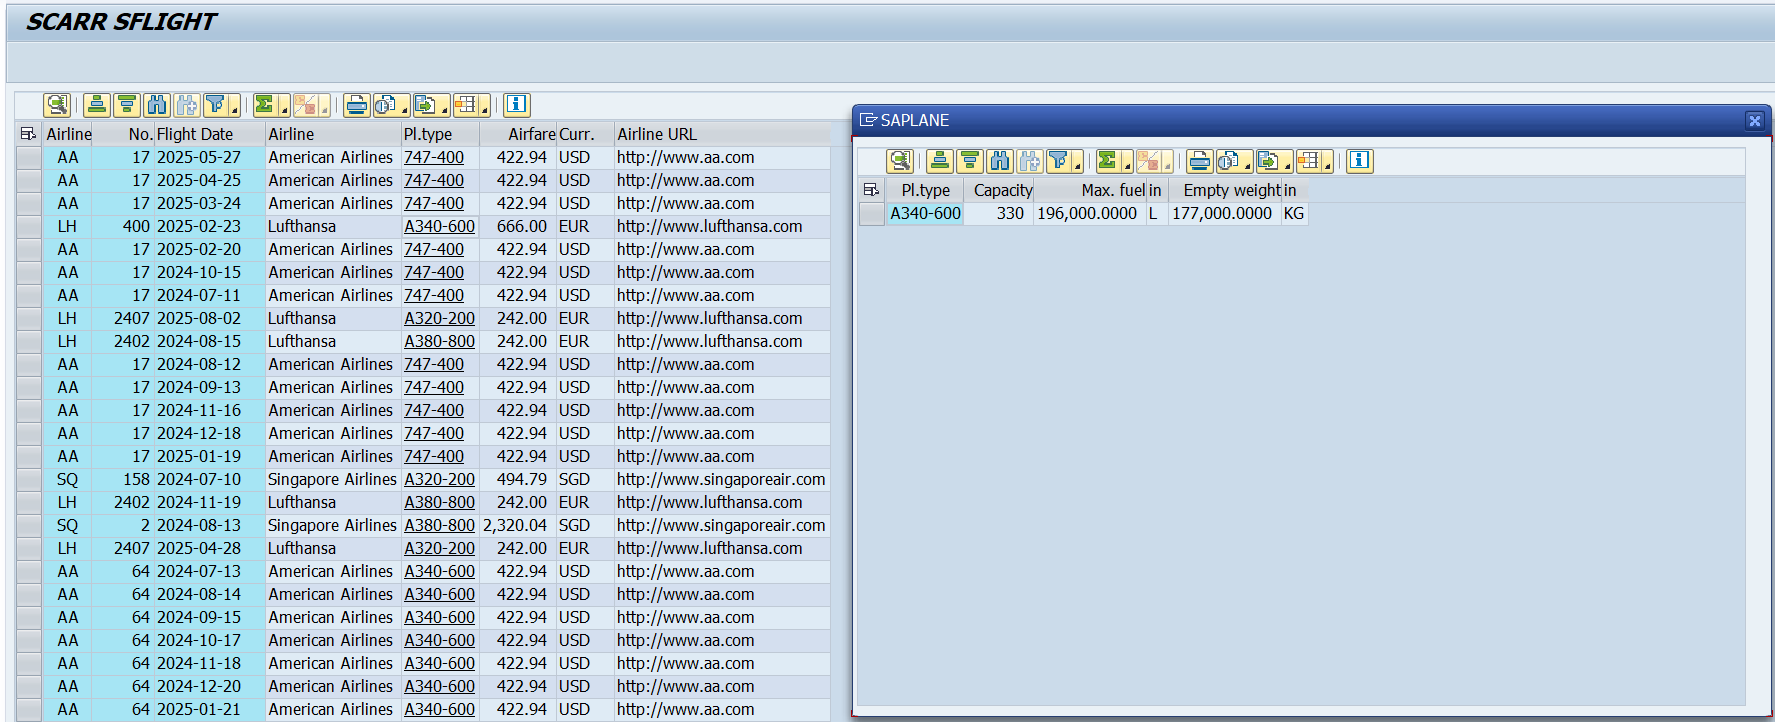 SCARR SFLIGHT
Airline No. Flight Date Airline Pl.type Airfare Curr. Airline URL
AA 17 2025-05-27 American Airlines 747-400 422.94 USD http://www.aa.com
AA 17 2025-04-25 American Airlines 747-400 422.94 USD http://www.aa.com
AA 17 2025-03-24 American Airlines 747-400 422.94 USD http://www.aa.com
LH 400 2025-02-23 Lufthansa A340-600 666.00 EUR http://www.lufthansa.com
AA 17 2025-02-20 American Airlines 747-400 422.94 USD http://www.aa.com
AA 17 2024-10-15 American Airlines 747-400 422.94 USD http://www.aa.com
AA 17 2024-07-11 American Airlines 747-400 422.94 USD http://www.aa.com
LH 2407 2025-08-02 Lufthansa A320-200 242.00 EUR http://www.lufthansa.com
LH 2402 2024-08-15 Lufthansa A380-800 242.00 EUR http://www.lufthansa.com
AA 17 2024-08-12 American Airlines 747-400 422.94 USD http://www.aa.com
AA 17 2024-09-13 American Airlines 747-400 422.94 USD http://www.aa.com
AA 17 2024-11-16 American Airlines 747-400 422.94 USD http://www.aa.com
AA 17 2024-12-18 American Airlines 747-400 422.94 USD http://www.aa.com
AA 17 2025-01-19 American Airlines 747-400 422.94 USD http://www.aa.com
SQ 158 2024-07-10 Singapore Airlines A320-200 494.79 SGD http://www.singaporeair.com
LH 2402 2024-11-19 Lufthansa A380-800 242.00 EUR http://www.lufthansa.com
SQ 2 2024-08-13 Singapore Airlines A380-800 2,320.04 SGD http://www.singaporeair.com
LH 2407 2025-04-28 Lufthansa A320-200 242.00 EUR http://www.lufthansa.com
AA 64 2024-07-13 American Airlines A340-600 422.94 USD http://www.aa.com
AA 64 2024-08-14 American Airlines A340-600 422.94 USD http://www.aa.com
AA 64 2024-09-15 American Airlines A340-600 422.94 USD http://www.aa.com
AA 64 2024-10-17 American Airlines A340-600 422.94 USD http://www.aa.com
AA 64 2024-11-18 American Airlines A340-600 422.94 USD http://www.aa.com
AA 64 2024-12-20 American Airlines A340-600 422.94 USD http://www.aa.com
AA 64 2025-01-21 American Airlines A340-600 422.94 USD http://www.aa.com
SAPLANE
Pl.type Capacity Max. fuel in Empty weight in
A340-600 330 196,000.0000 L 177,000.0000 KG